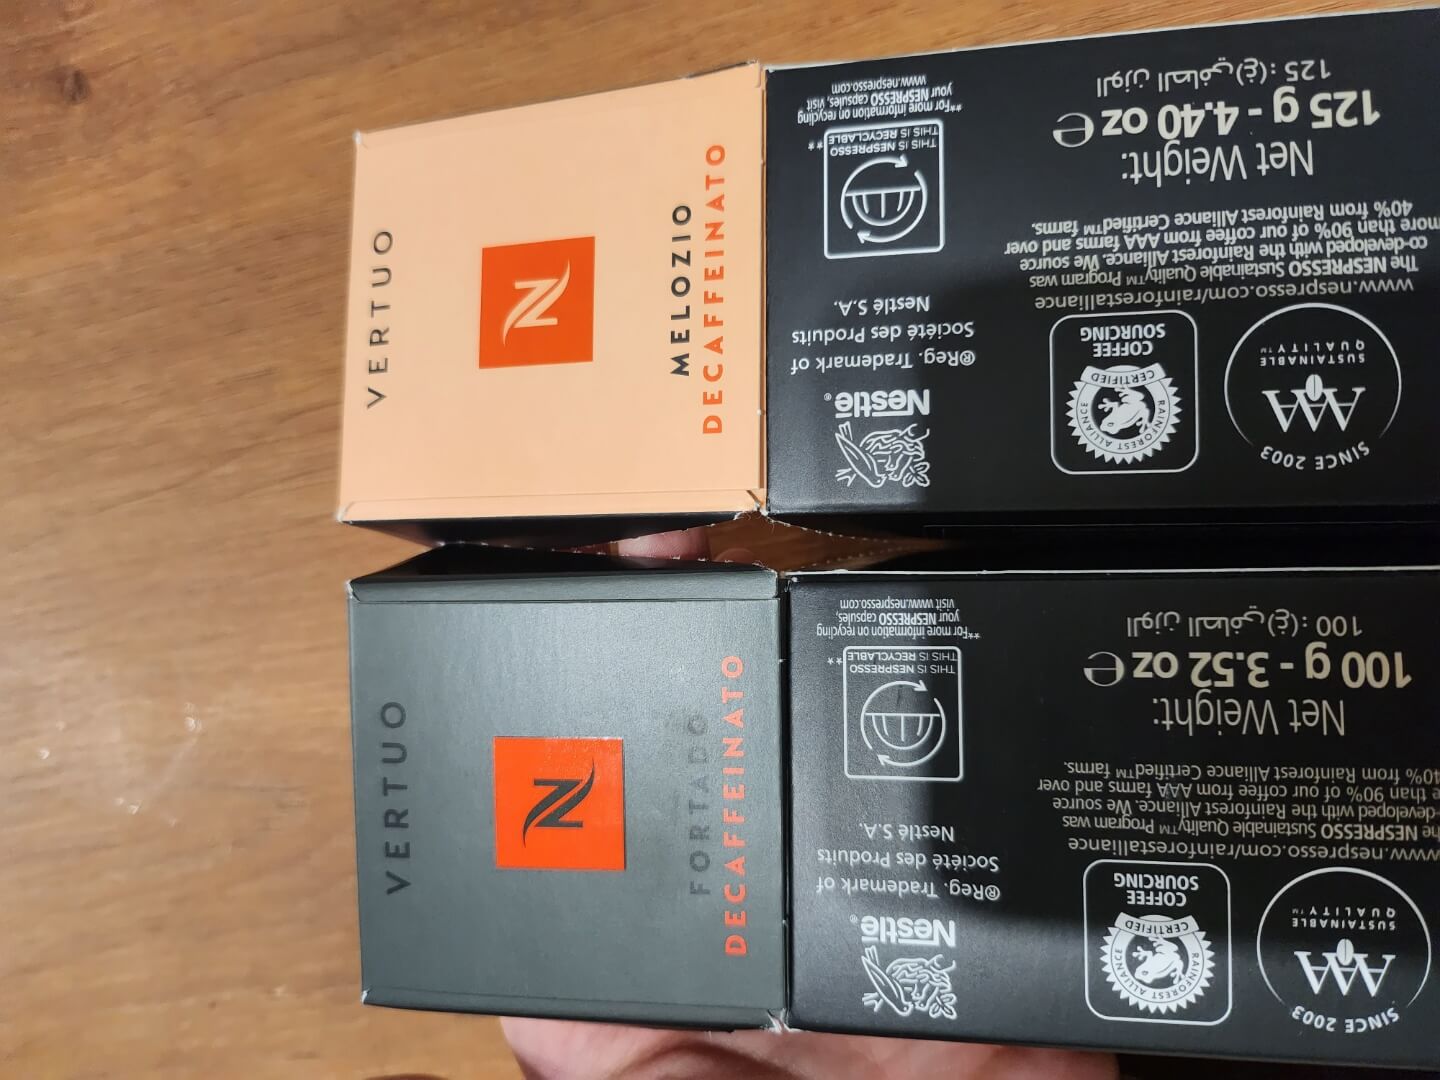 VERTUO
N
MELOZIO
DECAFFEINATO
**For more information on recycling
your NESPRESSO capsules, visit
www.nespresso.com
THIS IS NESPRESSO
THIS IS RECYCLABLE
**
®Reg. Trademark of
Société des Produits
Nestlé S.A.
Nestlé®
SINCE 2003
AAA
SUSTAINABLE
QUALITY™
RAINFOREST ALLIANCE
CERTIFIED
COFFEE
SOURCING
www.nespresso.com/rainforestalliance
The NESPRESSO Sustainable Quality™ Program was
co-developed with the Rainforest Alliance. We source
more than 90% of our coffee from AAA farms and over
40% from Rainforest Alliance Certified™ farms.
Net Weight:
125 g - 4.40 oz ℮
الوزن الصافي (غ): 125
VERTUO
N
FORTADO
DECAFFEINATO
**For more information on recycling
your NESPRESSO capsules,
visit www.nespresso.com
THIS IS NESPRESSO
THIS IS RECYCLABLE
**
®Reg. Trademark of
Société des Produits
Nestlé S.A.
Nestlé®
SINCE 2003
AAA
SUSTAINABLE
QUALITY™
RAINFOREST ALLIANCE
CERTIFIED
COFFEE
SOURCING
www.nespresso.com/rainforestalliance
NESPRESSO Sustainable Quality™ Program was
-developed with the Rainforest Alliance. We source
than 90% of our coffee from AAA farms and over
40% from Rainforest Alliance Certified™ farms.
Net Weight:
100 g - 3.52 oz ℮
الوزن الصافي (غ): 100